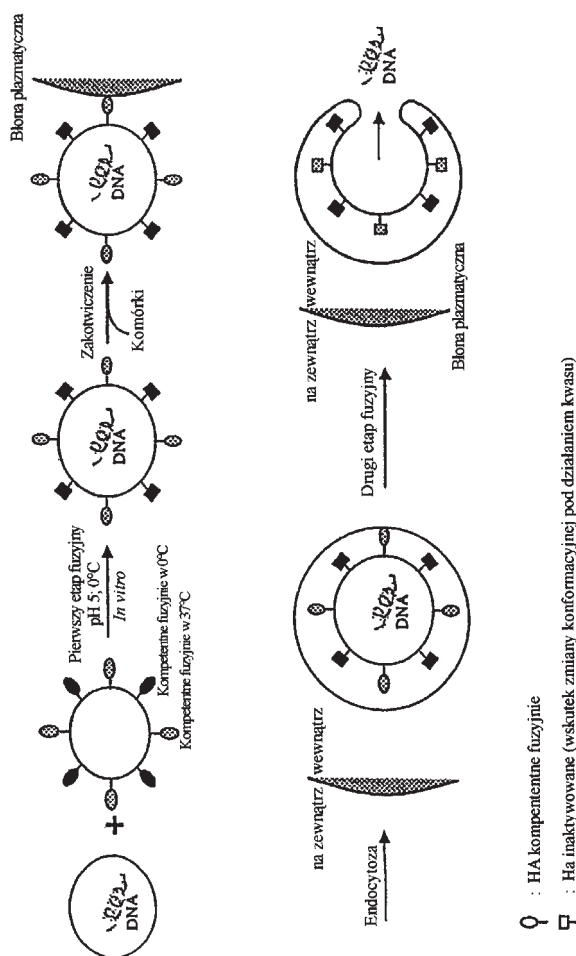 DNA
+
Kompetentne fuzyjnie w 0°C
Kompetentne fuzyjnie w 37°C
Pierwszy etap fuzyjny
pH 5; 0°C
In vitro
DNA
Zakotwiczenie
Komórki
DNA
Błona plazmatyczna
Endocytoza
na zewnątrz
wewnątrz
DNA
Drugi etap fuzyjny
na zewnątrz
wewnątrz
Błona plazmatyczna
DNA
: HA kompententne fuzyjnie
: Ha inaktywowane (wskutek zmiany konformacyjnej pod działaniem kwasu)